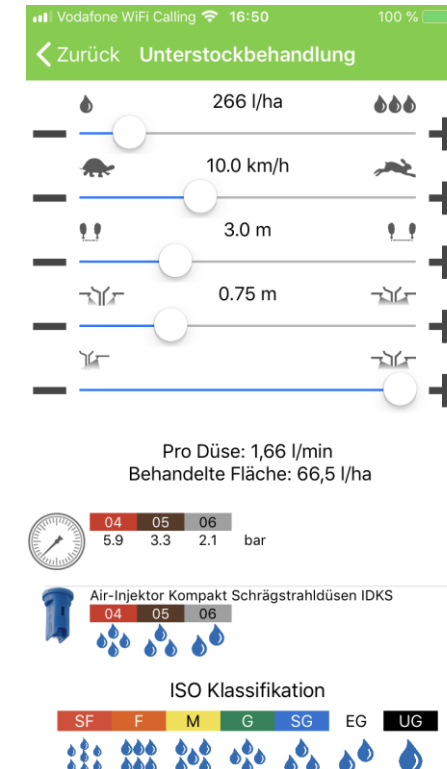 Vodafone WiFi Calling 16:50 100 %
Zurück Unterstockbehandlung
266 l/ha
10.0 km/h
3.0 m
0.75 m
Pro Düse: 1,66 l/min
Behandelte Fläche: 66,5 l/ha
04 05 06
5.9 3.3 2.1 bar
Air-Injektor Kompakt Schrägstrahldüsen IDKS
04 05 06
ISO Klassifikation
SF F M G SG EG UG